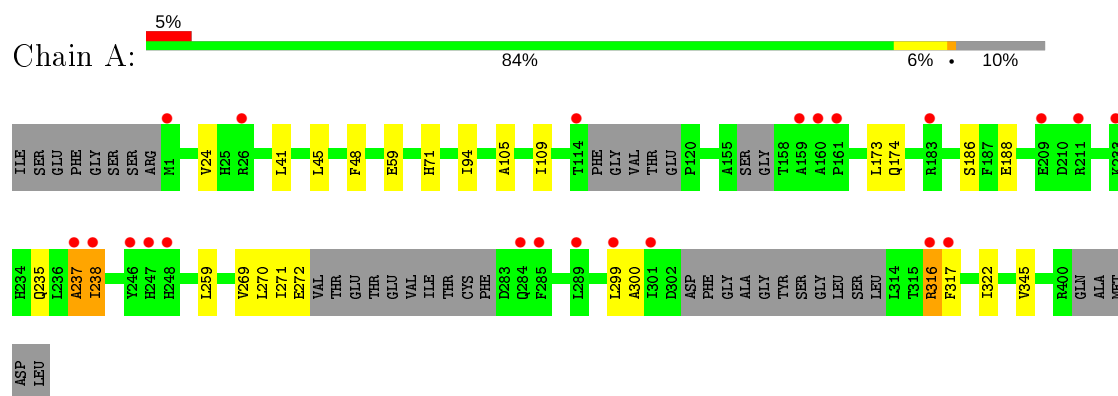 5%
Chain A:
84% 6% • 10%
ILE SER GLU PHE GLY SER SER ARG M1 V24 H25 R26 L41 L45 F48 E59 H71 I94 A105 I109 T114 PHE GLY VAL THR GLU P120 A155 SER GLY T158 A159 A160 P161 L173 Q174 R183 S186 F187 E188 E209 D210 R211 K233
H234 Q235 L236 A237 I238 Y246 H247 H248 L259 V269 L270 I271 E272 VAL THR GLU THR GLU VAL ILE THR CYS PHE D283 Q284 F285 L289 L299 A300 I301 D302 ASP PHE GLY ALA GLY TYR SER GLY LEU SER LEU L314 T315 R316 F317 I322 V345 R400 GLN ALA MET
ASP LEU